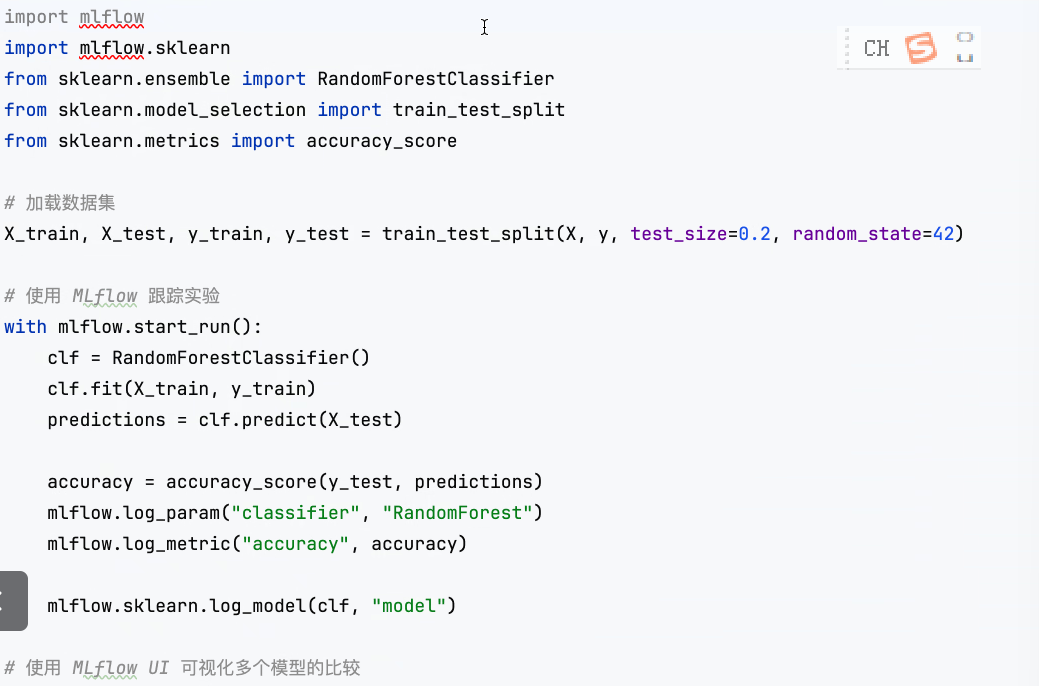 import mlflow
import mlflow.sklearn
from sklearn.ensemble import RandomForestClassifier
from sklearn.model_selection import train_test_split
from sklearn.metrics import accuracy_score
CH S
# 加载数据集
X_train, X_test, y_train, y_test = train_test_split(X, y, test_size=0.2, random_state=42)
# 使用 MLflow 跟踪实验
with mlflow.start_run():
    clf = RandomForestClassifier()
    clf.fit(X_train, y_train)
    predictions = clf.predict(X_test)
    accuracy = accuracy_score(y_test, predictions)
    mlflow.log_param("classifier", "RandomForest")
    mlflow.log_metric("accuracy", accuracy)
    mlflow.sklearn.log_model(clf, "model")
# 使用 MLflow UI 可视化多个模型的比较